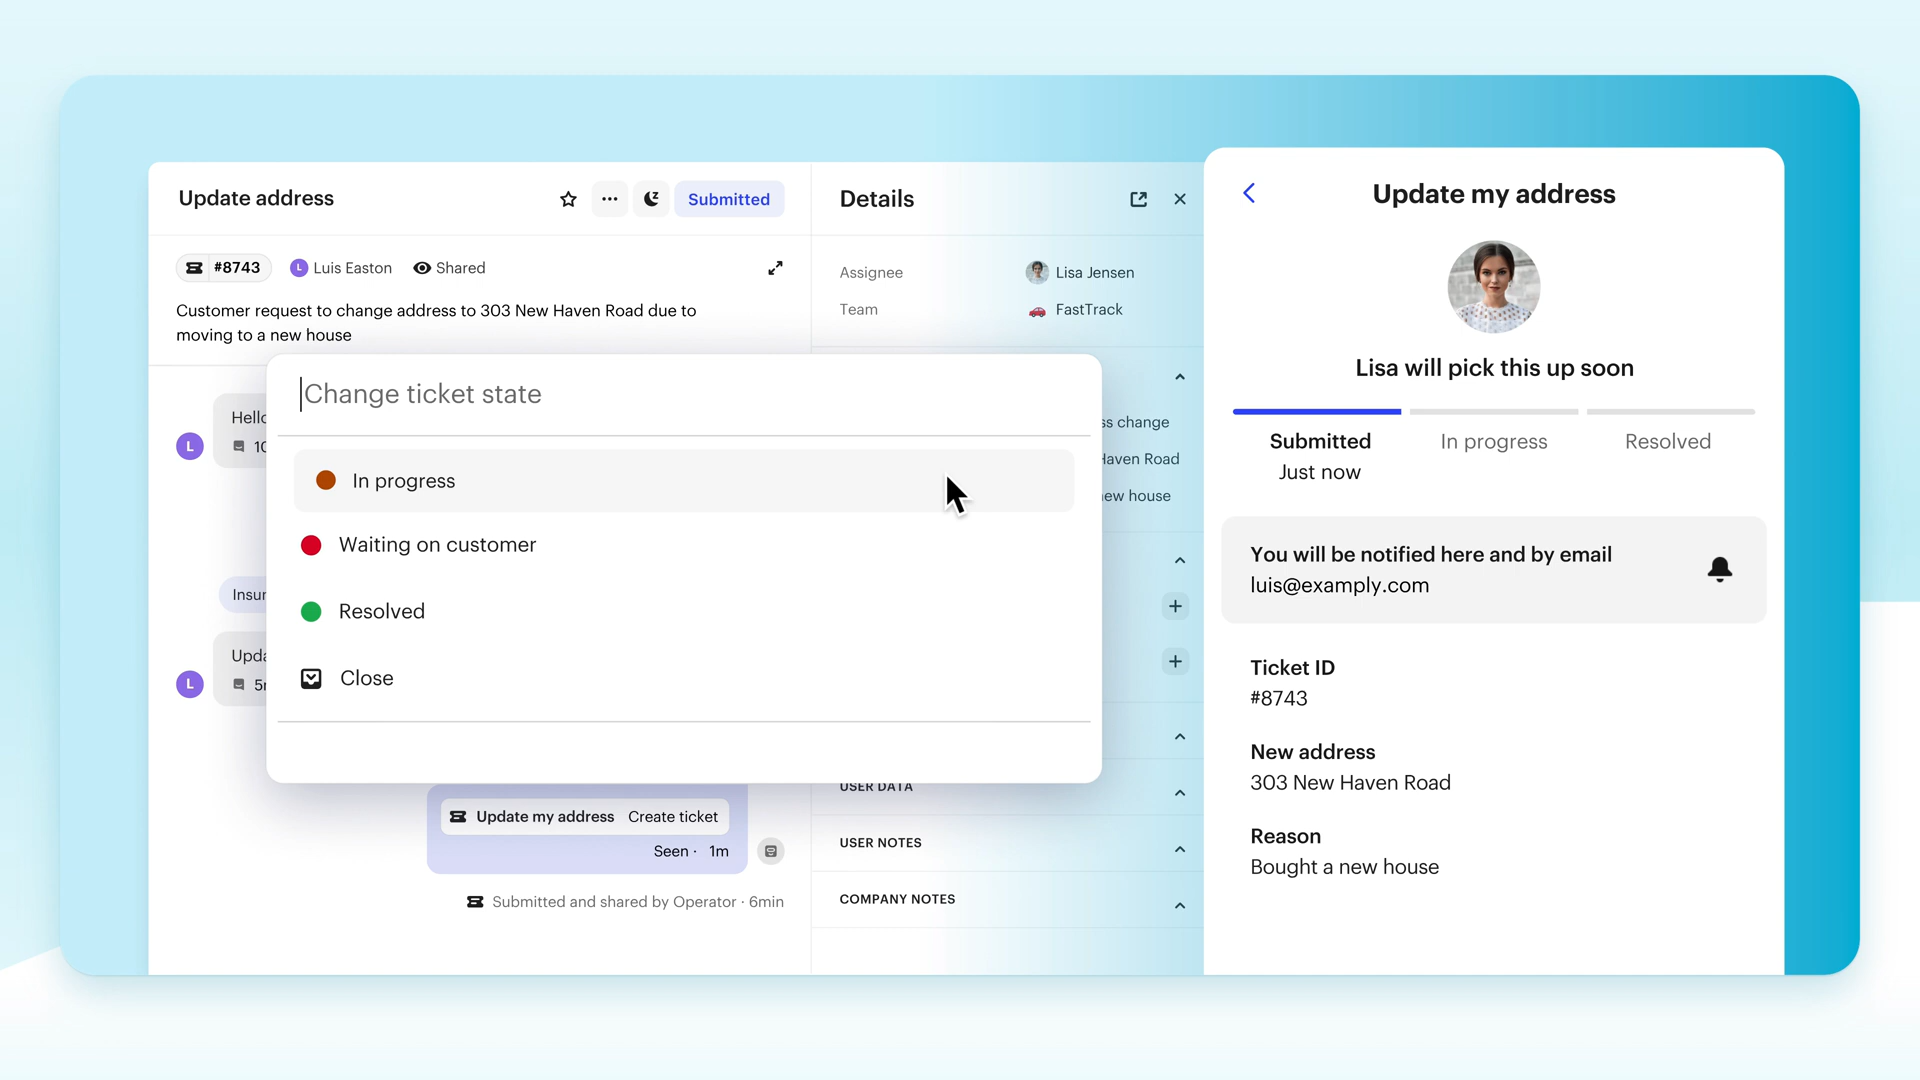 Update address
Submitted
#8743
L
Luis Easton
Shared
Customer request to change address to 303 New Haven Road due to
moving to a new house
L
L
Change ticket state
In progress
Waiting on customer
Resolved
Close
Update my address Create ticket
Seen · 1m
Submitted and shared by Operator · 6min
Details
Assignee
Lisa Jensen
Team
FastTrack
change
Road
house
USER DATA
USER NOTES
COMPANY NOTES
Update my address
Lisa will pick this up soon
Submitted
Just now
In progress
Resolved
You will be notified here and by email
luis@examply.com
Ticket ID
#8743
New address
303 New Haven Road
Reason
Bought a new house